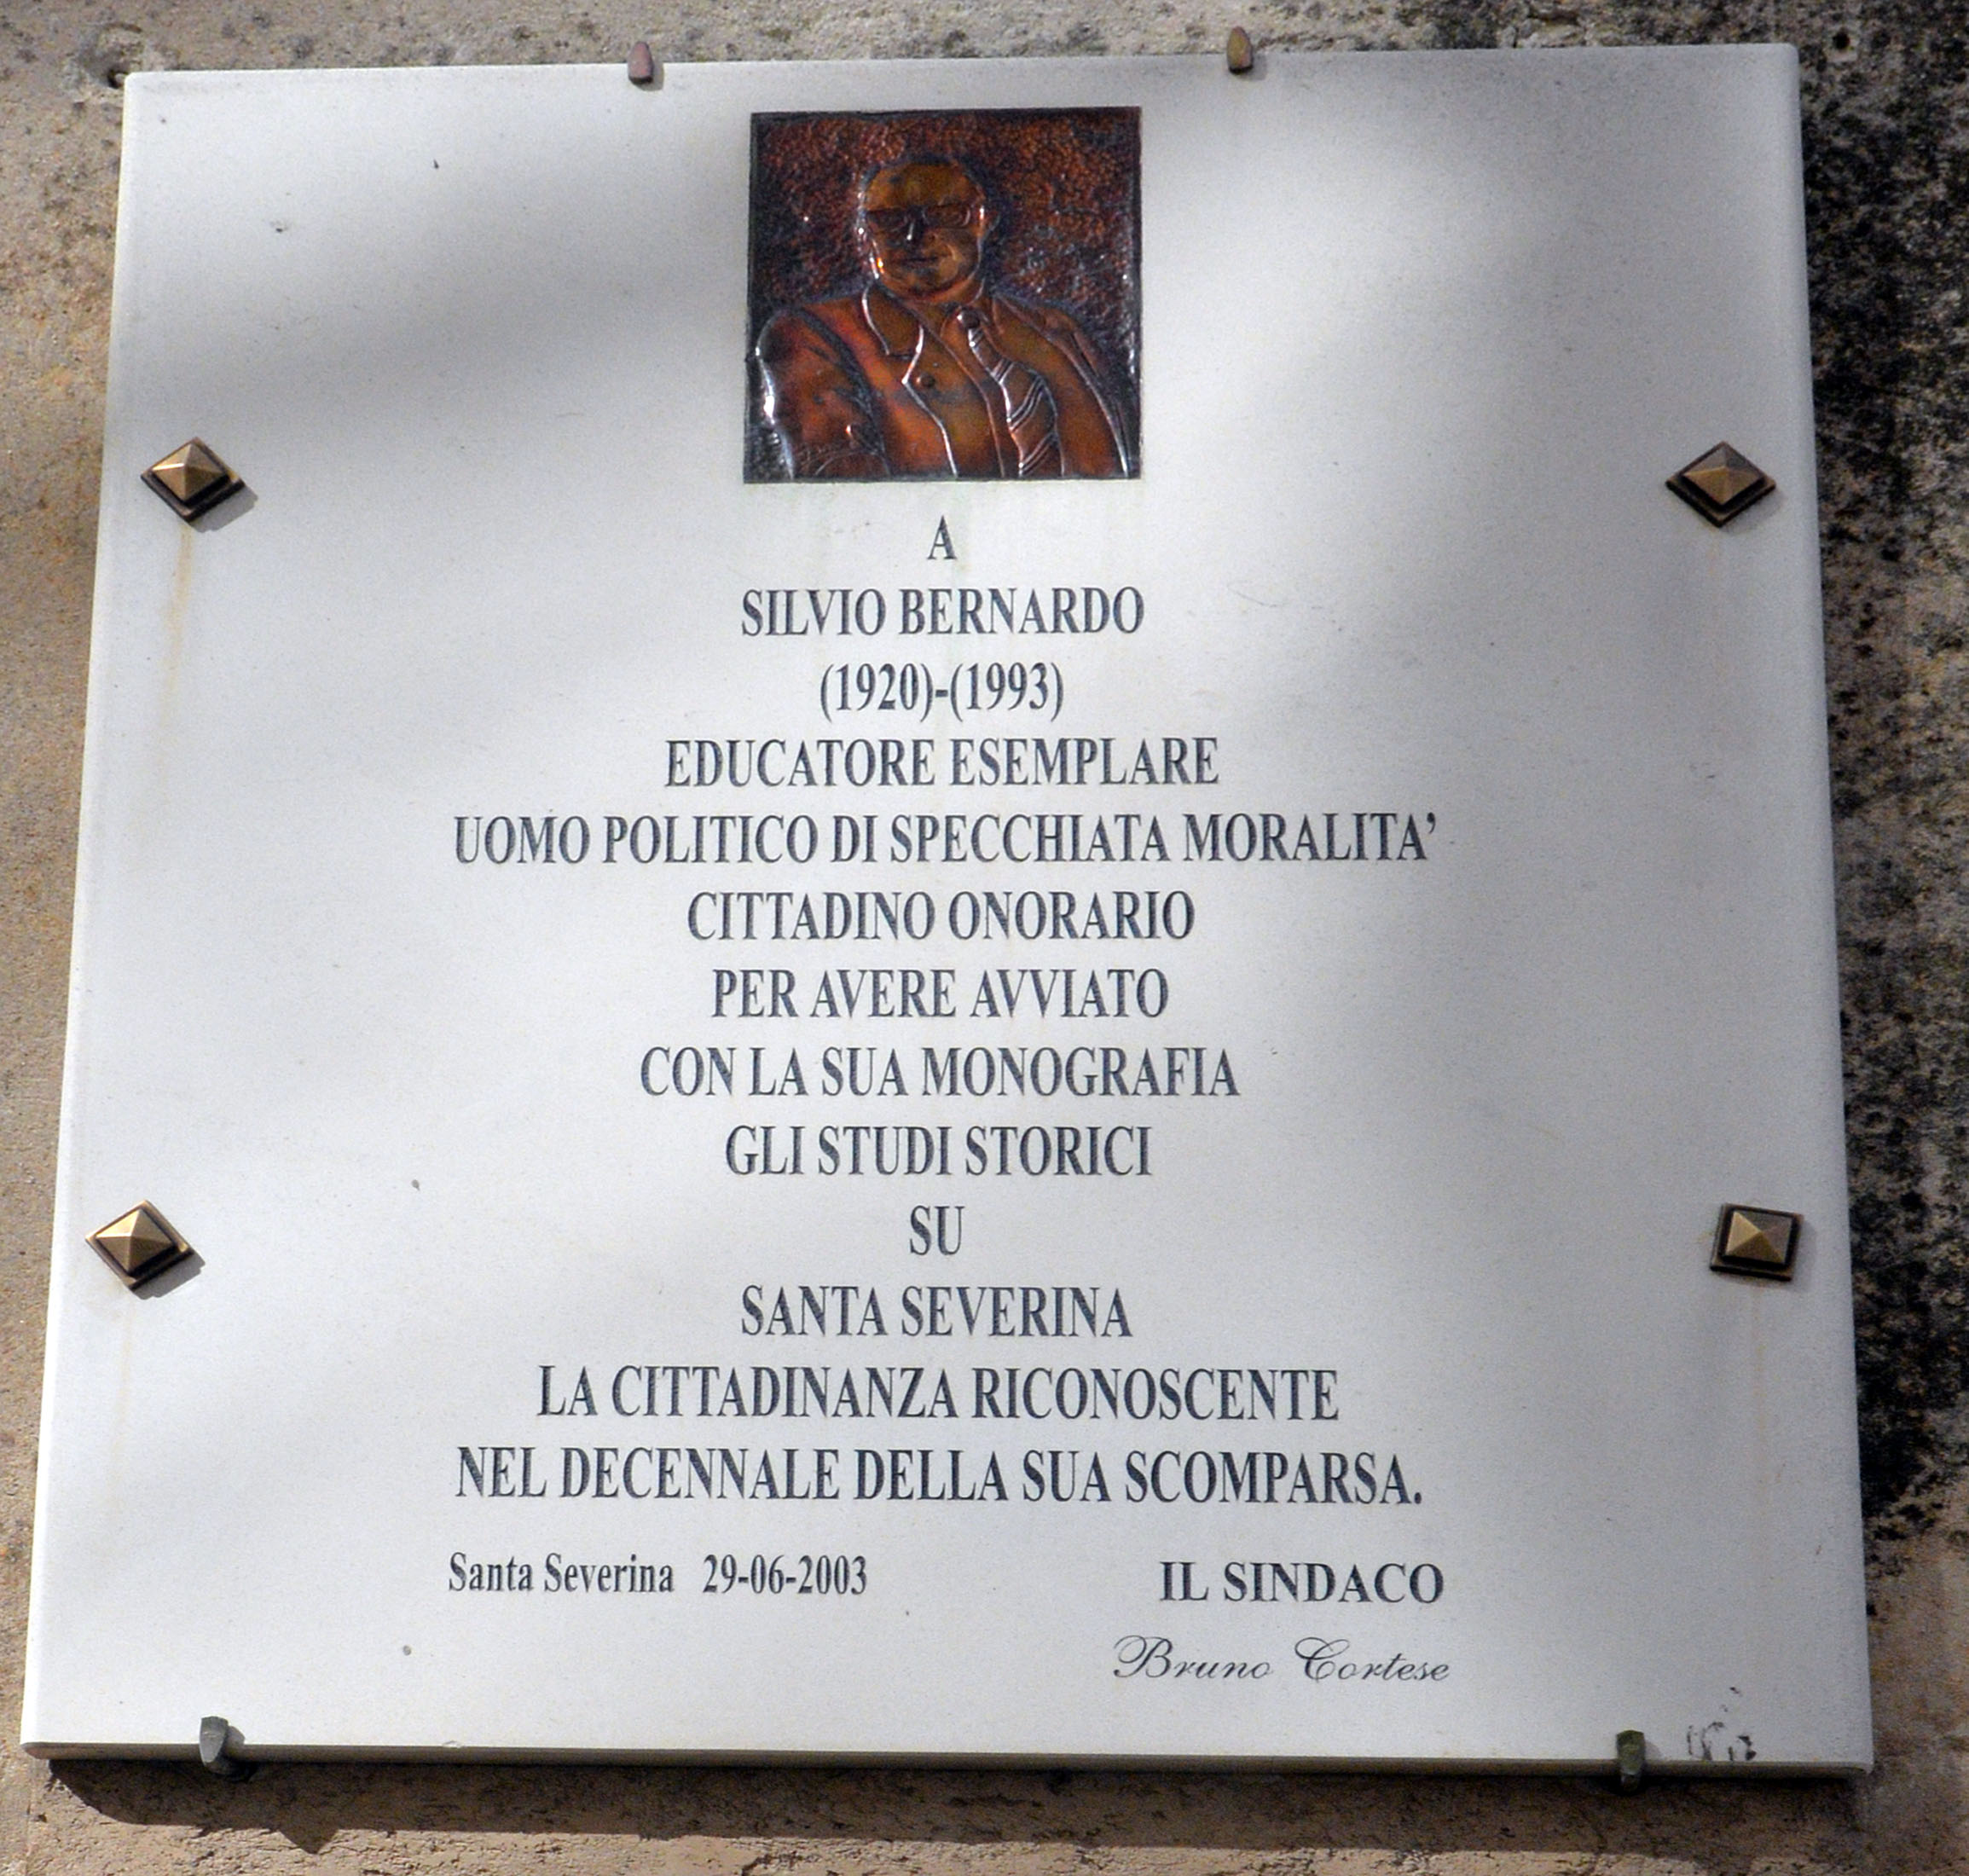 A
SILVIO BERNARDO
(1920)-(1993)
EDUCATORE ESEMPLARE
UOMO POLITICO DI SPECCHIATA MORALITA'
CITTADINO ONORARIO
PER AVERE AVVIATO
CON LA SUA MONOGRAFIA
GLI STUDI STORICI
SU
SANTA SEVERINA
LA CITTADINANZA RICONOSCENTE
NEL DECENNALE DELLA SUA SCOMPARSA.
Santa Severina 29-06-2003 IL SINDACO
Bruno Cortese